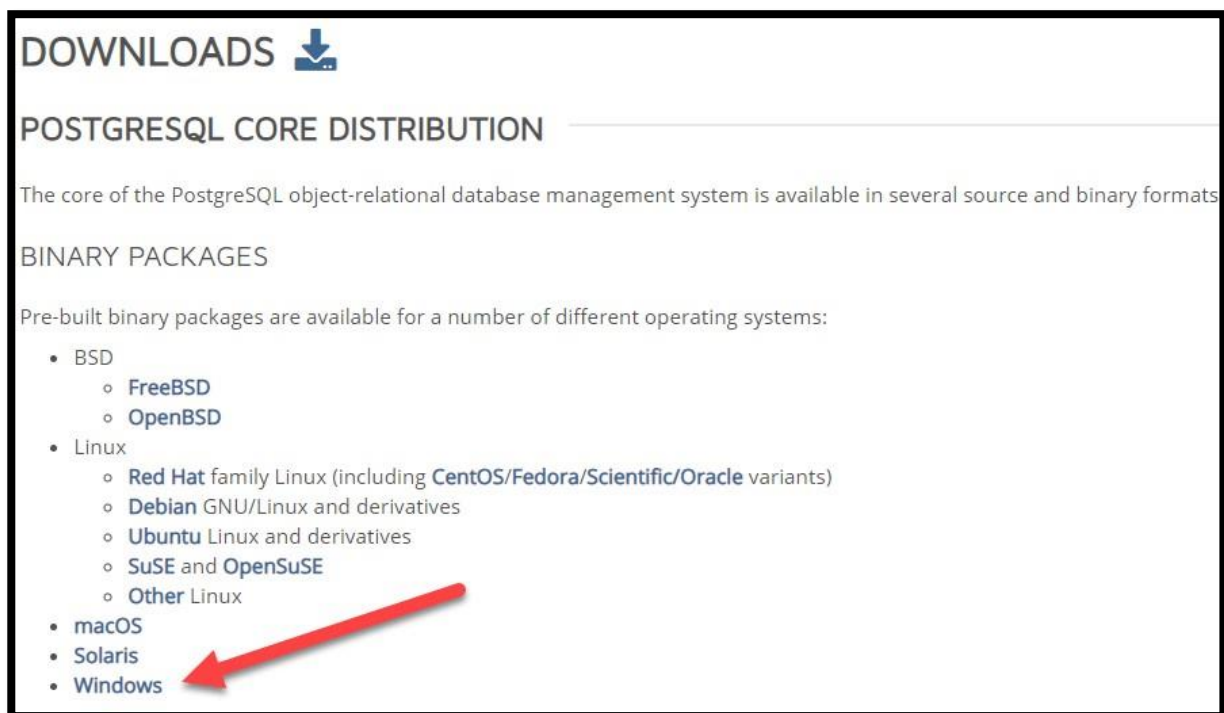 DOWNLOADS
POSTGRESQL CORE DISTRIBUTION
The core of the PostgreSQL object-relational database management system is available in several source and binary formats
BINARY PACKAGES
Pre-built binary packages are available for a number of different operating systems:
BSD
FreeBSD
OpenBSD
Linux
Red Hat family Linux (including CentOS/Fedora/Scientific/Oracle variants)
Debian GNU/Linux and derivatives
Ubuntu Linux and derivatives
SuSE and OpenSuSE
Other Linux
macOS
Solaris
Windows